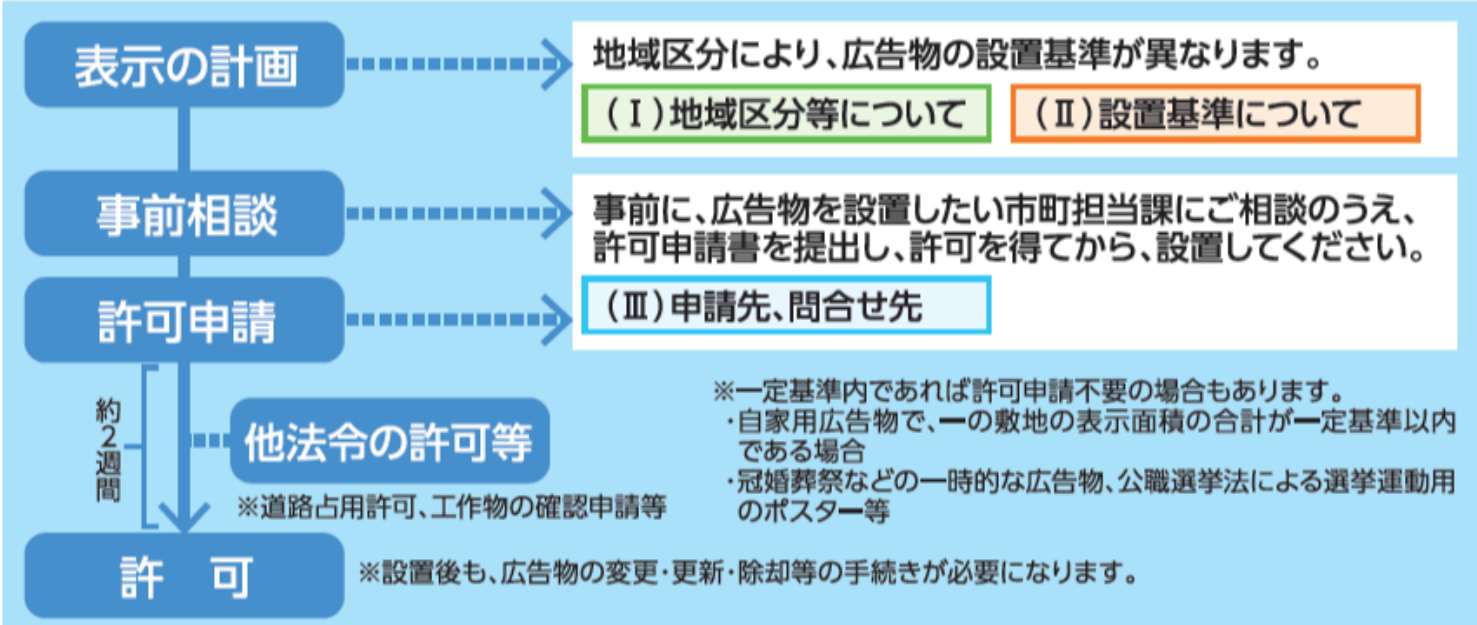 表示の計画
地域区分により、広告物の設置基準が異なります。
(Ⅰ)地域区分等について
(Ⅱ)設置基準について
事前相談
事前に、広告物を設置したい市町担当課にご相談のうえ、
許可申請書を提出し、許可を得てから、設置してください。
許可申請
(Ⅲ)申請先、問合せ先
約2週間
他法令の許可等
※道路占用許可、工作物の確認申請等
※一定基準内であれば許可申請不要の場合もあります。
・自家用広告物で、一の敷地の表示面積の合計が一定基準以内
である場合
・冠婚葬祭などの一時的な広告物、公職選挙法による選挙運動用
のポスター等
許 可
※設置後も、広告物の変更・更新・除却等の手続きが必要になります。